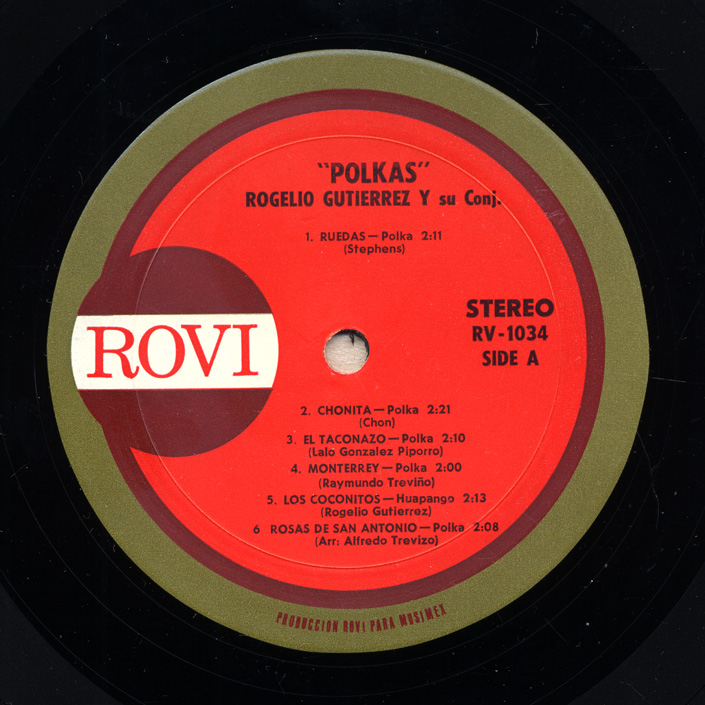 "POLKAS"
ROGELIO GUTIERREZ Y su Conj.
1. RUEDAS—Polka 2:11
(Stephens)
STEREO
RV-1034
SIDE A
ROVI
2. CHONITA—Polka 2:21
(Chon)
3. EL TACONAZO—Polka 2:10
(Lalo Gonzalez Piporro)
4. MONTERREY—Polka 2:00
(Raymundo Treviño)
5. LOS COCONITOS—Huapango 2:13
(Rogelio Gutierrez)
6 ROSAS DE SAN ANTONIO—Polka 2:08
(Arr: Alfredo Trevizo)
PRODUCCION ROVI PARA MUSIMEX